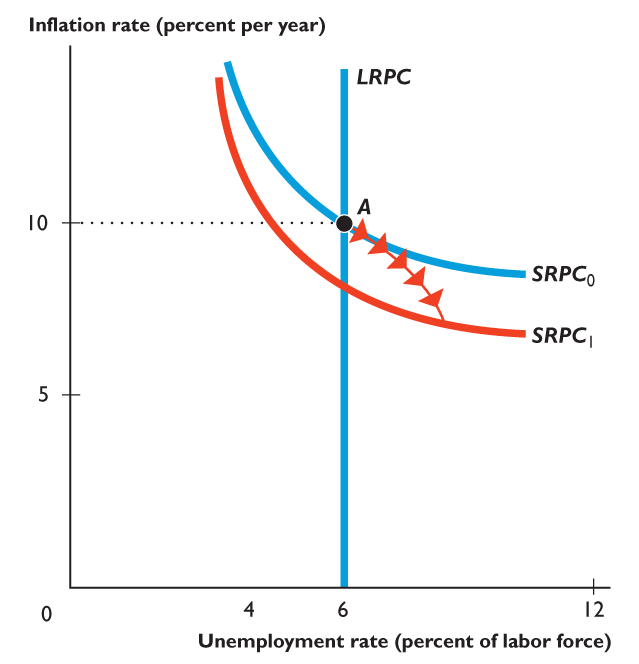 Inflation rate (percent per year)
LRPC
A
10
SRPC₀
SRPC₁
5
0
4
6
12
Unemployment rate (percent of labor force)